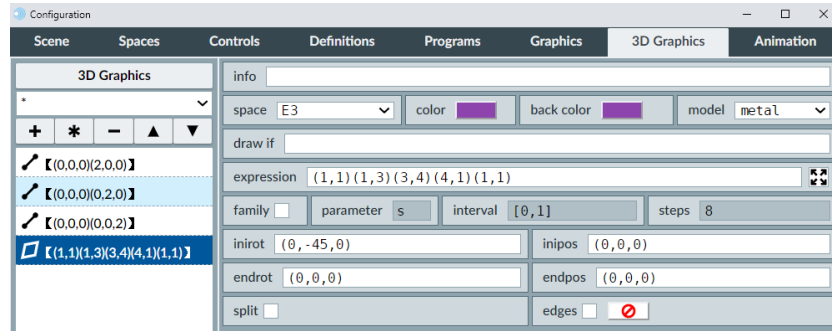 Configuration
Scene Spaces Controls Definitions Programs Graphics 3D Graphics Animation
3D Graphics
*
+ * − ▲ ▼
【(0,0,0)(2,0,0)】
【(0,0,0)(0,2,0)】
【(0,0,0)(0,0,2)】
【(1,1)(1,3)(3,4)(4,1)(1,1)】
info
space E3 color back color model metal
draw if
expression (1,1)(1,3)(3,4)(4,1)(1,1)
family parameter s interval [0,1] steps 8
inirot (0,-45,0) inipos (0,0,0)
endrot (0,0,0) endpos (0,0,0)
split edges